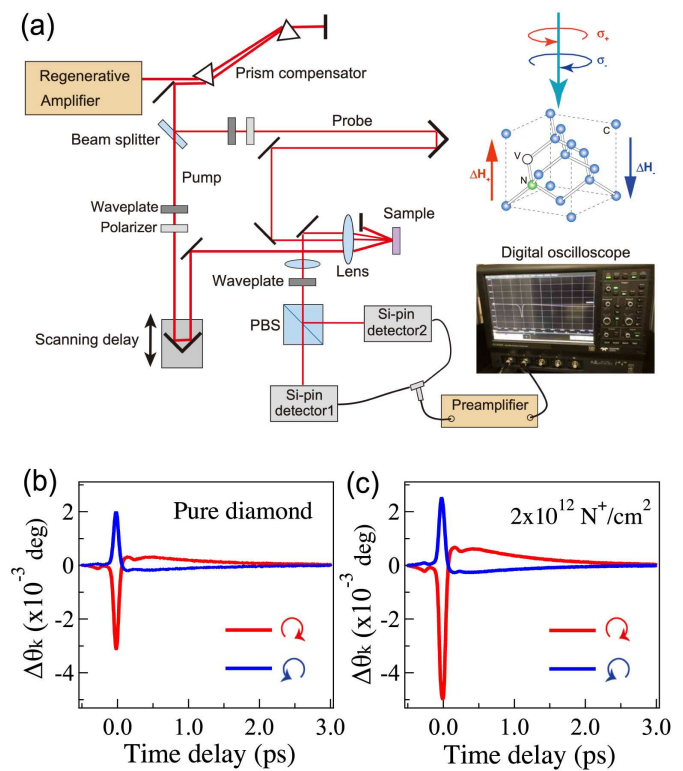 (a)
Regenerative
Amplifier
Prism compensator
Beam splitter
Probe
Pump
Waveplate
Polarizer
Sample
Lens
Waveplate
PBS
Scanning delay
Si-pin
detector2
Si-pin
detector1
Preamplifier
σ+
σ-
C
V
N
ΔH+
ΔH-
Digital oscilloscope
(b)
Pure diamond
2
0
-2
-4
Δθk (x10⁻³ deg)
0.0
1.0
2.0
3.0
Time delay (ps)
(c)
2x10¹² N⁺/cm²
2
0
-2
-4
Δθk (x10⁻³ deg)
0.0
1.0
2.0
3.0
Time delay (ps)